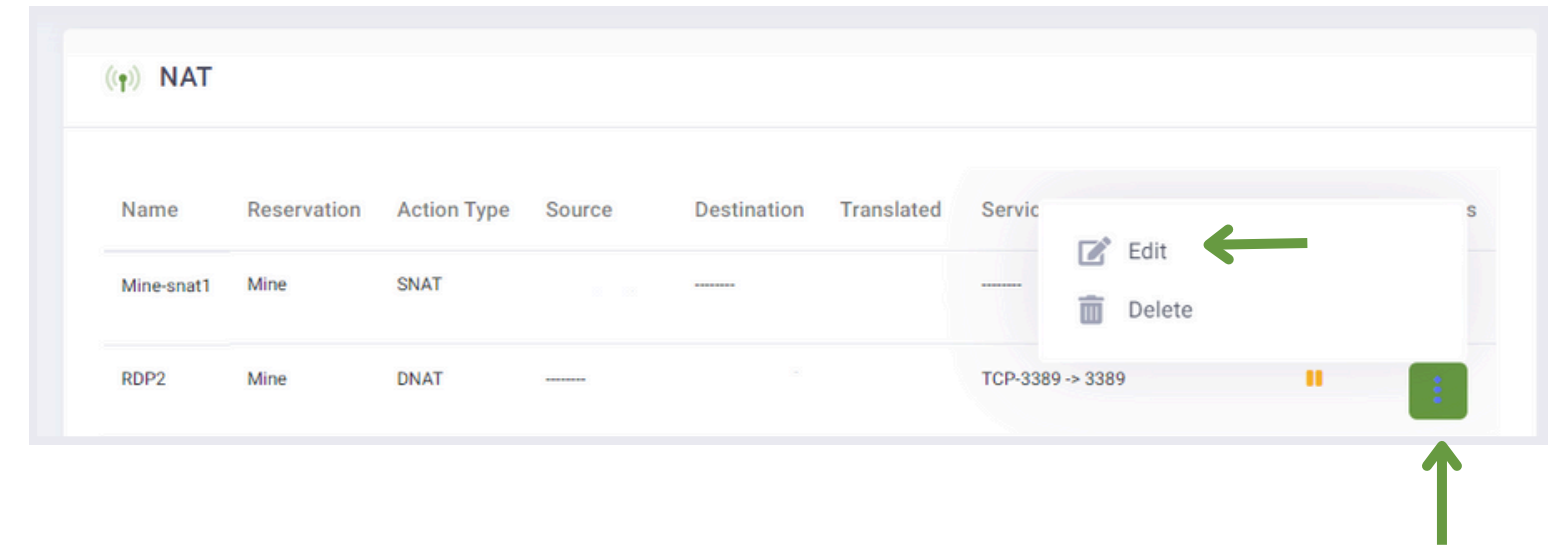 NAT
Name Reservation Action Type Source Destination Translated Servic s
Edit
Mine-snat1 Mine SNAT -------- --------
Delete
RDP2 Mine DNAT -------- TCP-3389 -> 3389